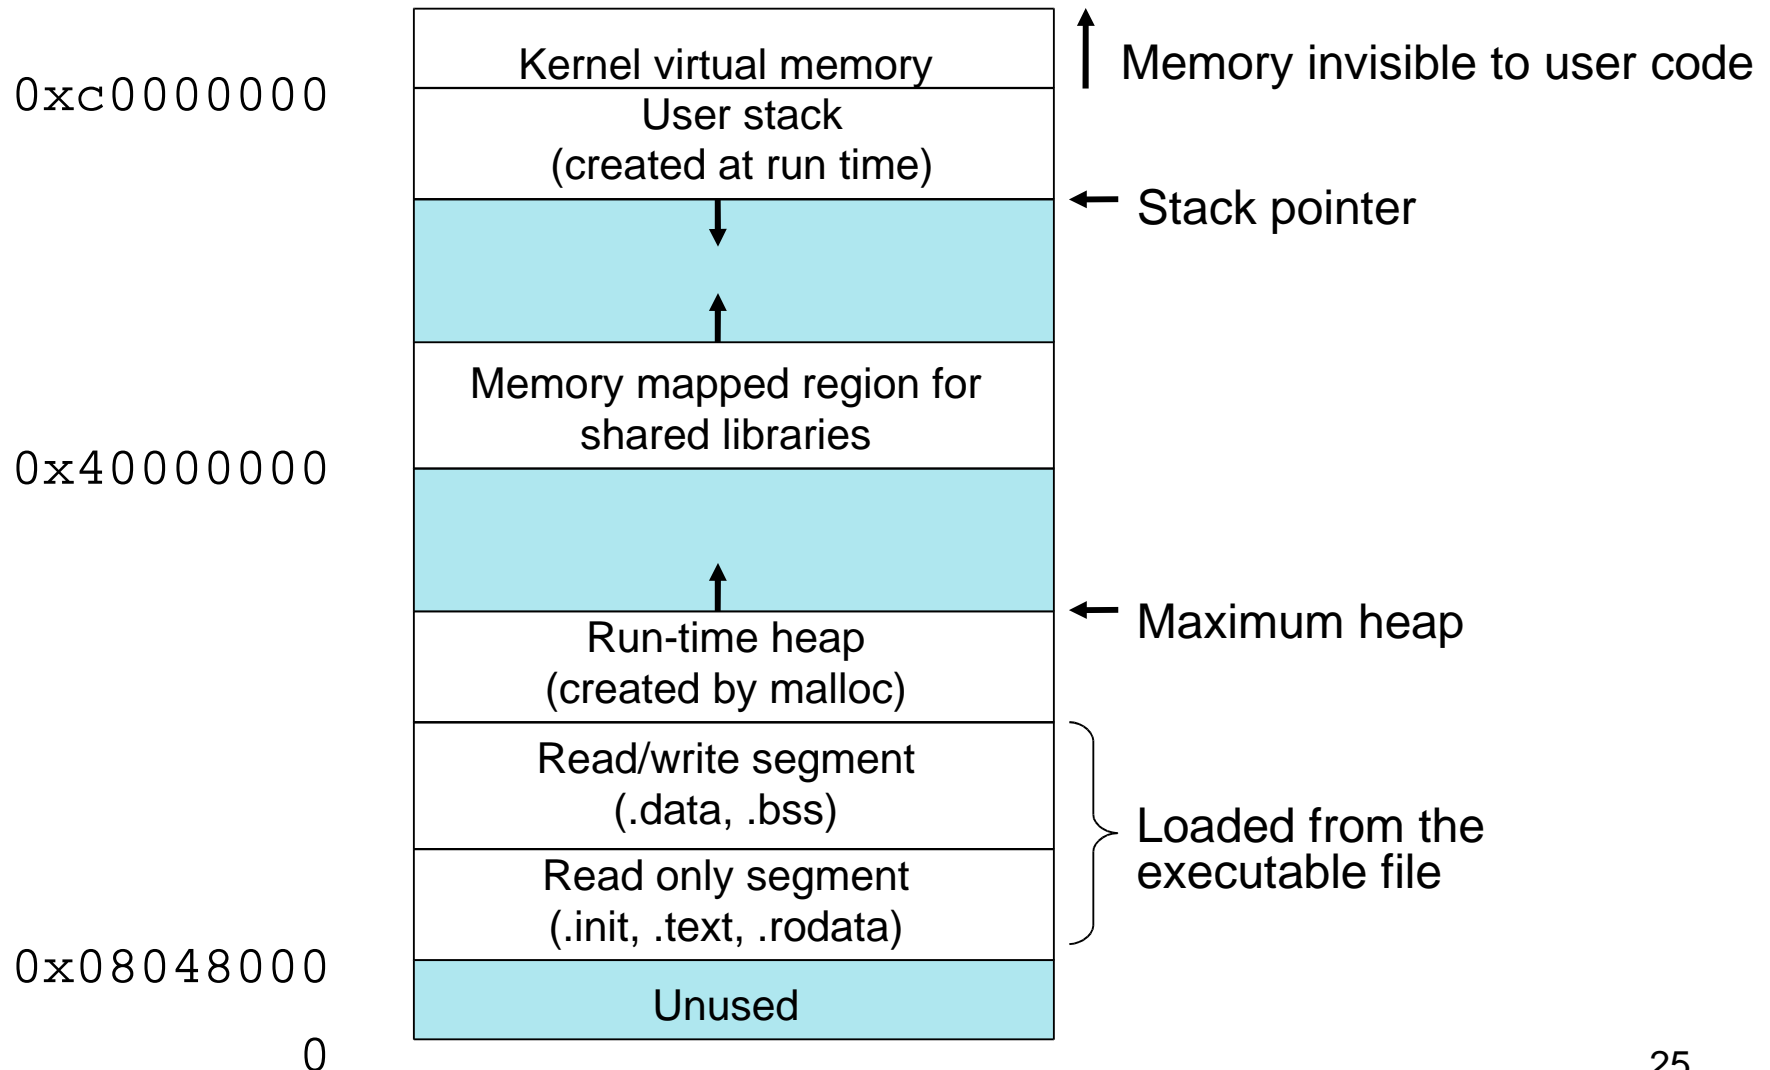 Kernel virtual memory
Memory invisible to user code
0xc0000000
User stack
(created at run time)
Stack pointer
Memory mapped region for
shared libraries
0x40000000
Maximum heap
Run-time heap
(created by malloc)
Read/write segment
(.data, .bss)
Loaded from the
executable file
Read only segment
(.init, .text, .rodata)
0x08048000
Unused
0
25